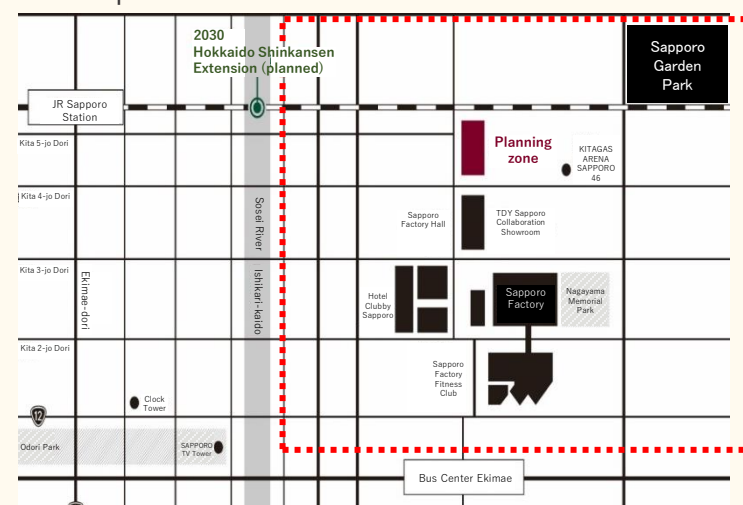 2030
Hokkaido Shinkansen
Extension (planned)
Sapporo
Garden
Park
JR Sapporo
Station
Kita 5-jo Dori
Planning
zone
KITAGAS
ARENA
SAPPORO
46
Kita 4-jo Dori
Sosei River
Sapporo
Factory Hall
TDY Sapporo
Collaboration
Showroom
Kita 3-jo Dori
Ekimae-dori
Ishikari-kaido
Hotel
Clubby
Sapporo
Sapporo
Factory
Nagayama
Memorial
Park
Kita 2-jo Dori
Sapporo
Factory
Fitness
Club
Clock
Tower
12
Odori Park
SAPPORO
TV Tower
Bus Center Ekimae